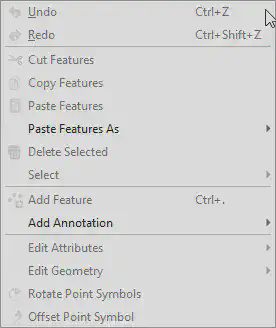 Undo Ctrl+Z
Redo Ctrl+Shift+Z
Cut Features
Copy Features
Paste Features
Paste Features As
Delete Selected
Select
Add Feature Ctrl+.
Add Annotation
Edit Attributes
Edit Geometry
Rotate Point Symbols
Offset Point Symbol